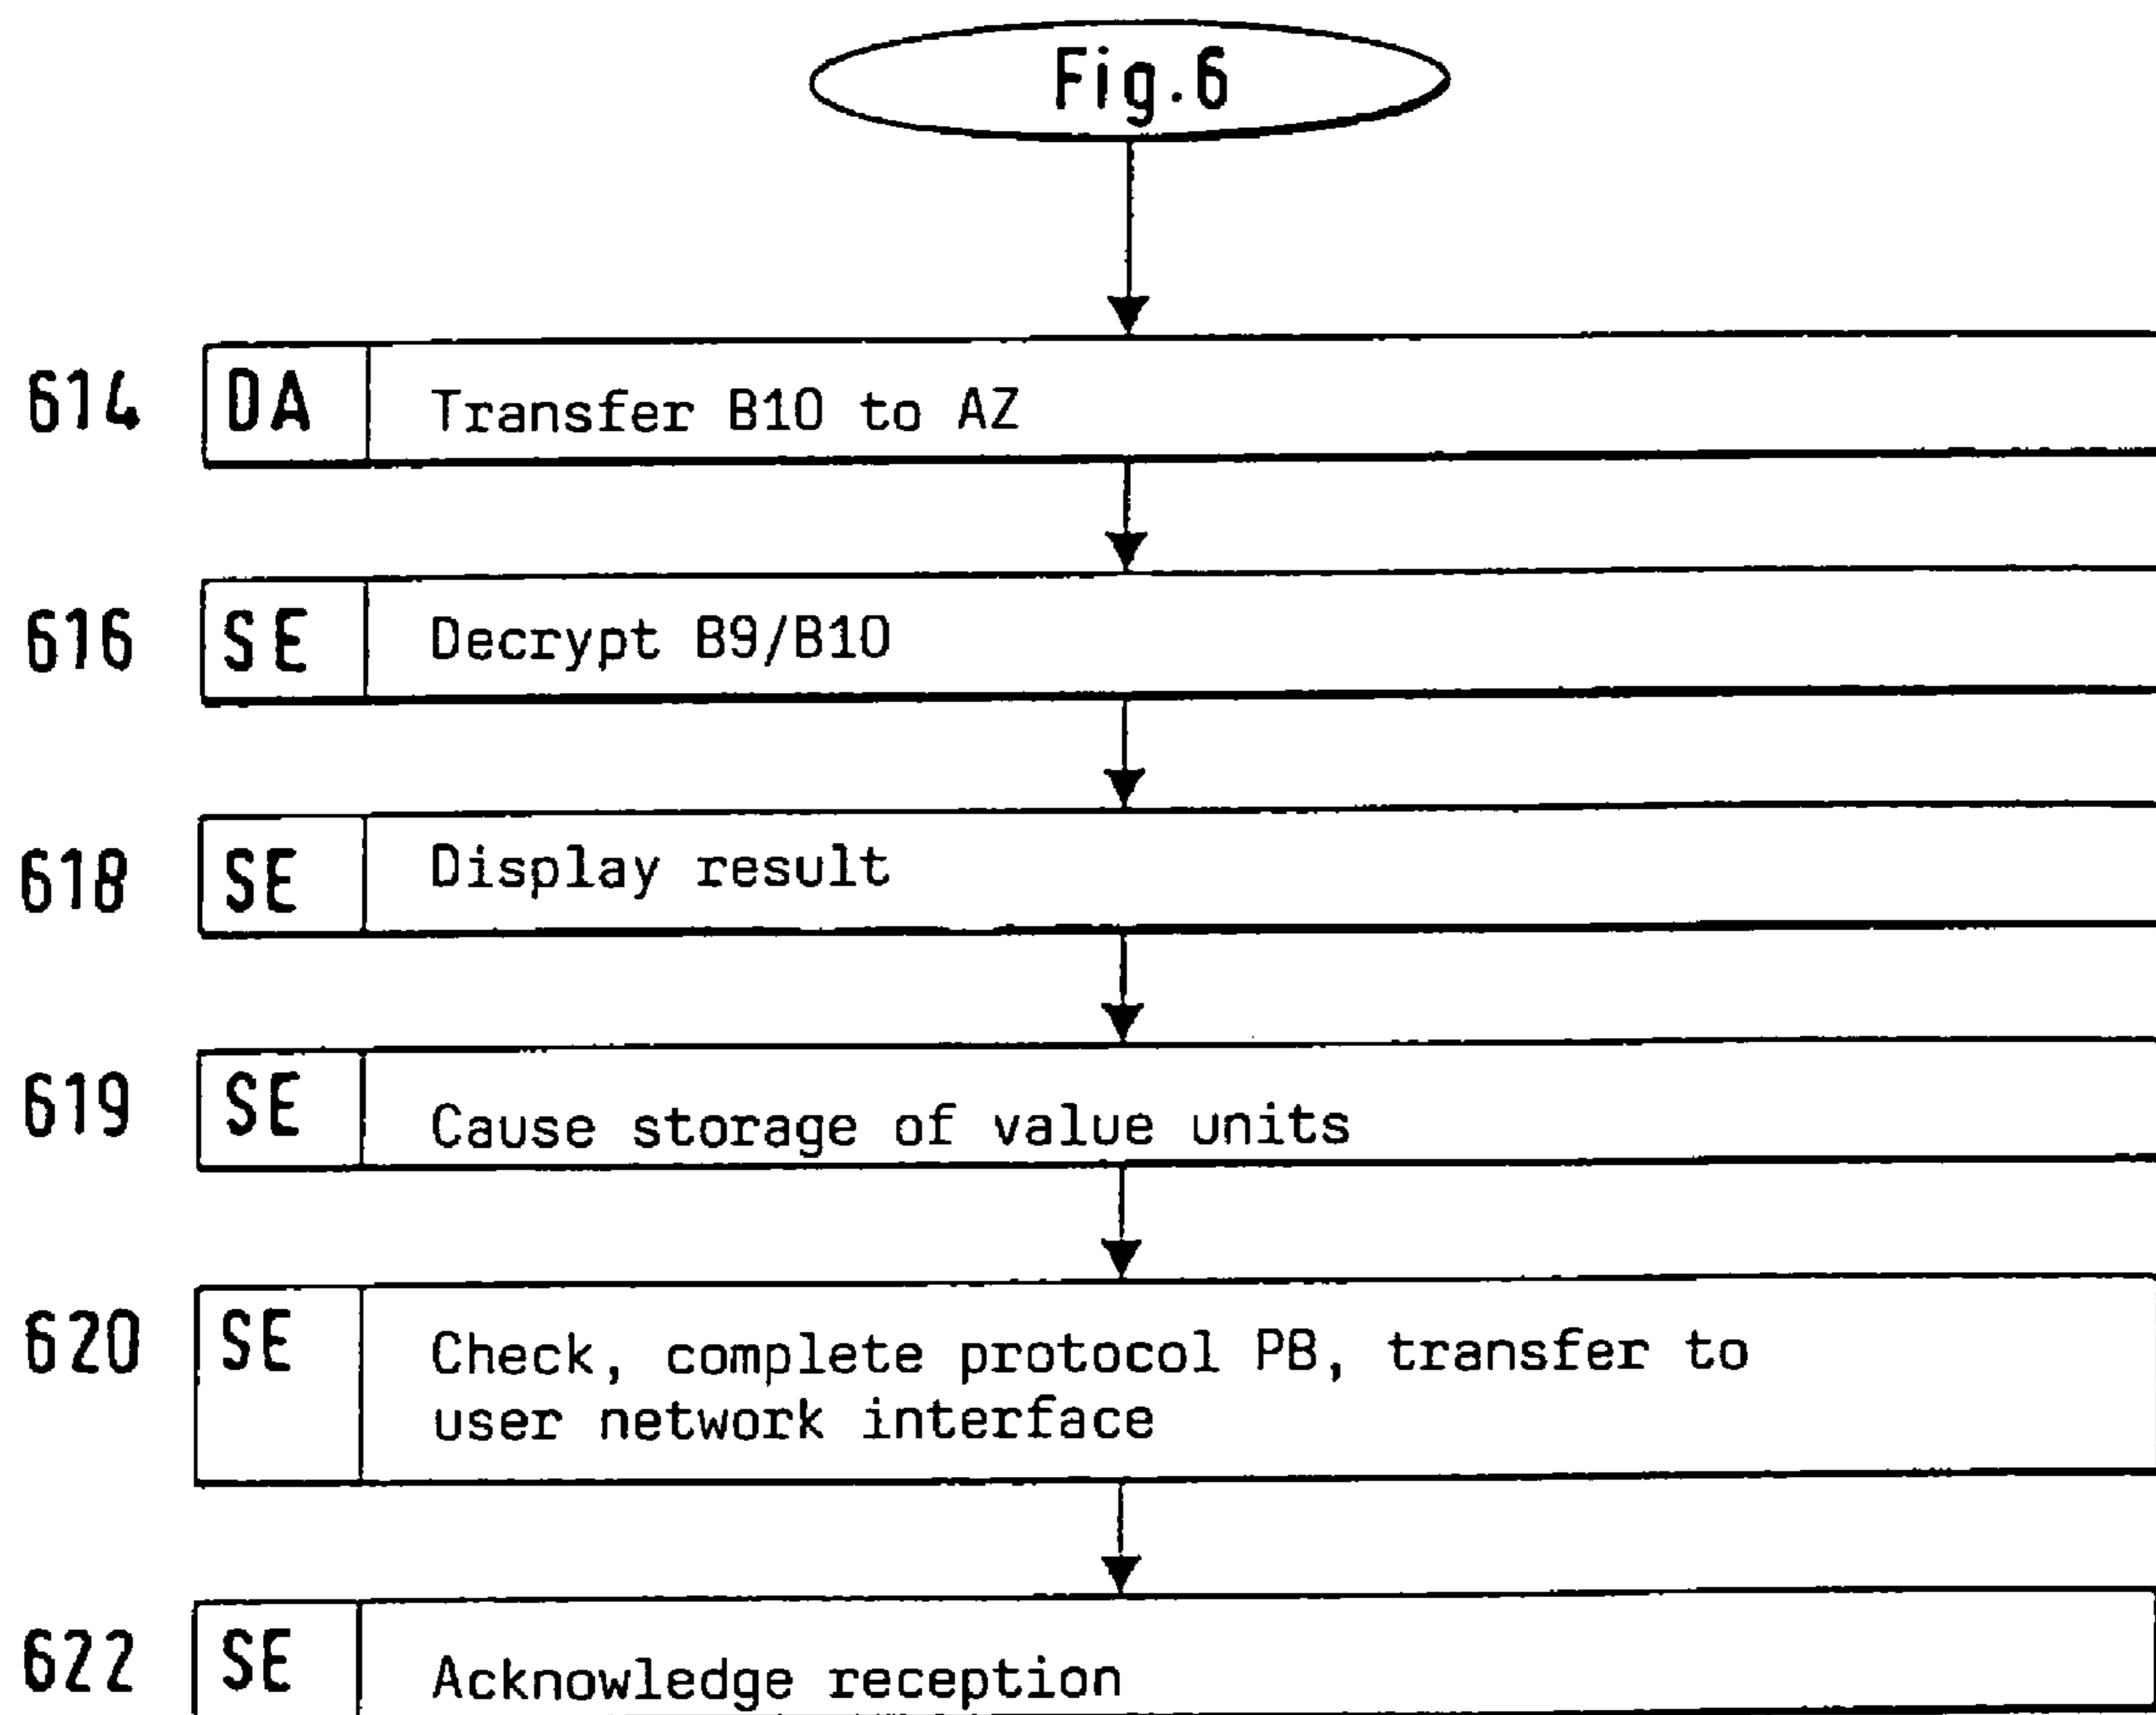 Fig.6
614 DA Transfer B10 to AZ
616 SE Decrypt B9/B10
618 SE Display result
619 SE Cause storage of value units
620 SE Check, complete protocol PB, transfer to
user network interface
622 SE Acknowledge reception